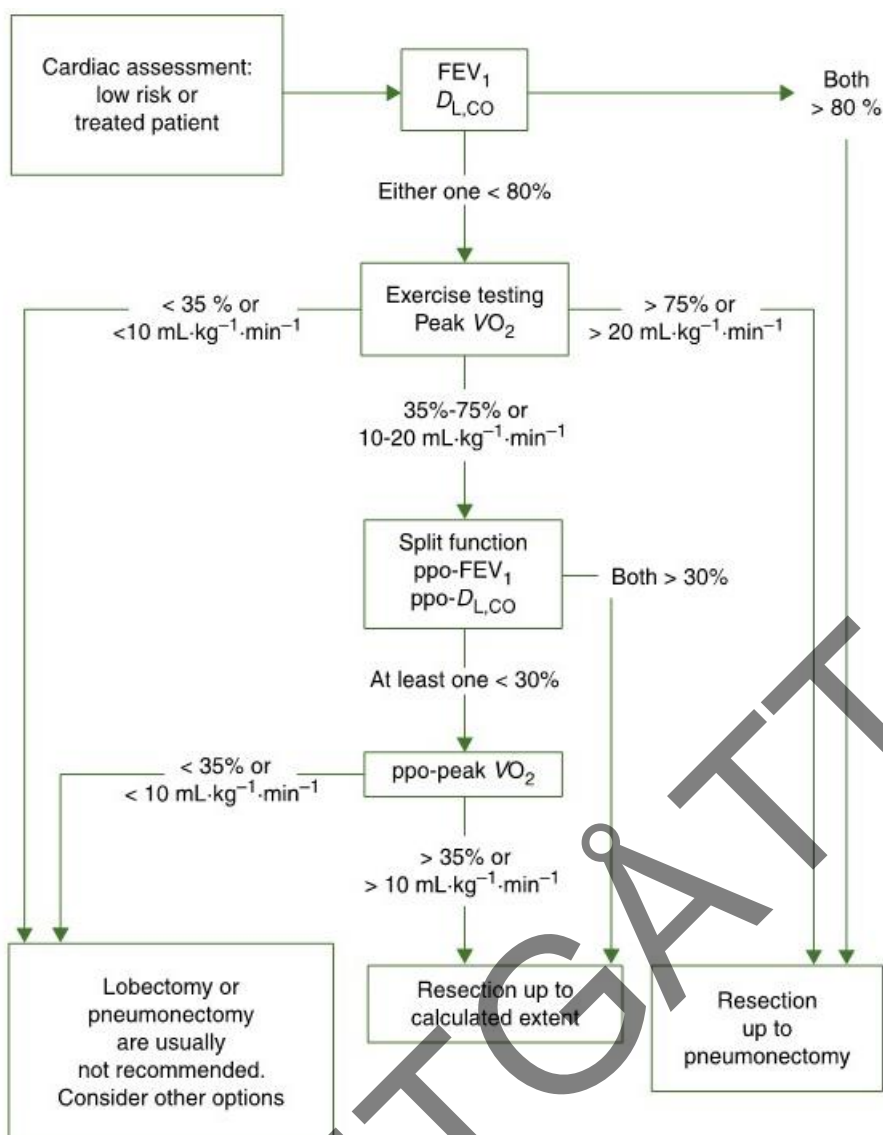 Cardiac assessment:
low risk or
treated patient
FEV₁
D_L,CO
Both
> 80 %
Either one < 80%
< 35 % or
<10 mL·kg⁻¹·min⁻¹
Exercise testing
Peak VO₂
> 75% or
> 20 mL·kg⁻¹·min⁻¹
35%-75% or
10-20 mL·kg⁻¹·min⁻¹
Split function
ppo-FEV₁
ppo-D_L,CO
Both > 30%
At least one < 30%
< 35% or
< 10 mL·kg⁻¹·min⁻¹
ppo-peak VO₂
> 35% or
> 10 mL·kg⁻¹·min⁻¹
Lobectomy or
pneumonectomy
are usually
not recommended.
Consider other options
Resection up to
calculated extent
Resection
up to
pneumonectomy
UTGÅTT